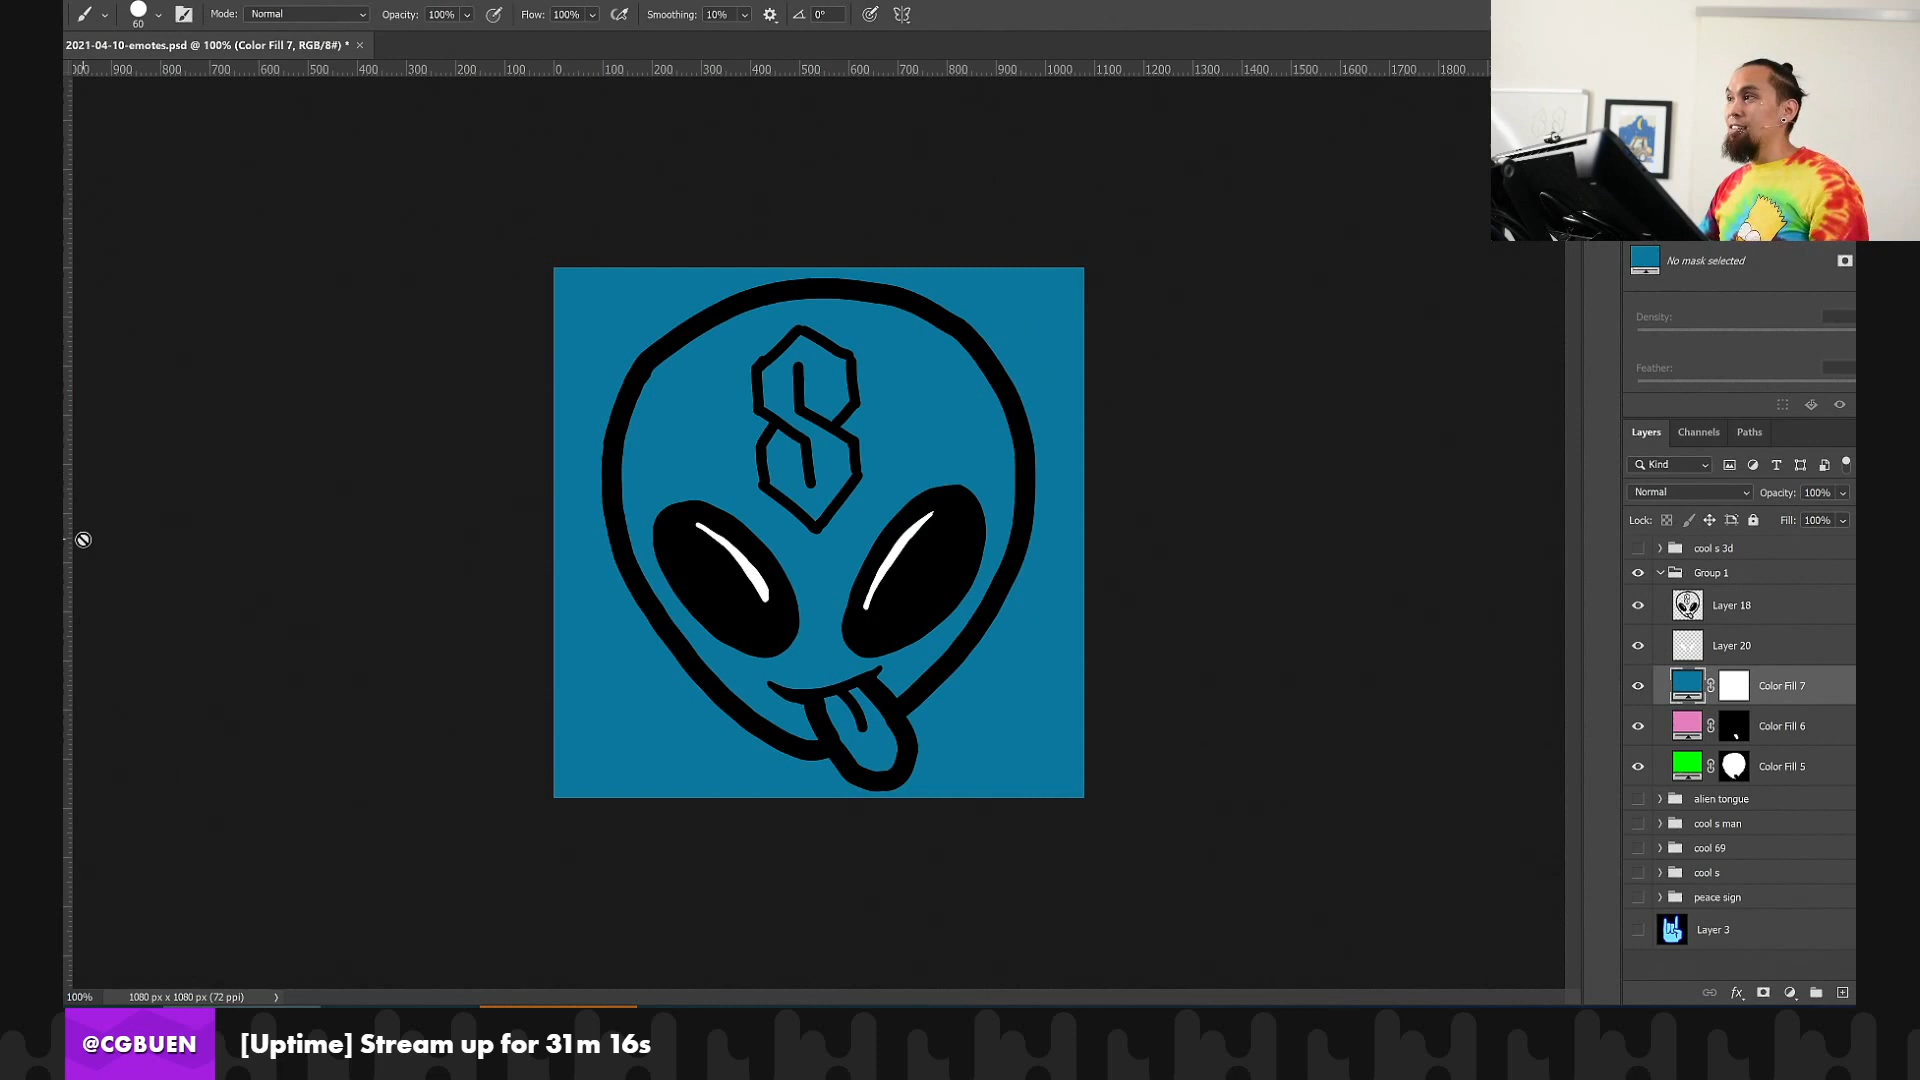 60
Mode: Normal
Opacity: 100%
Flow: 100%
Smoothing: 10%
0°
2021-04-10-emotes.psd @ 100% (Color Fill 7, RGB/8#) * ×
900 800 700 600 500 400 300 200 100 0 100 200 300 400 500 600 700 800 900 1000 1100 1200 1300 1400 1500 1600 1700 1800
No mask selected
Density:
Feather:
Layers Channels Paths
Kind
Normal Opacity: 100%
Lock: Fill: 100%
cool s 3d
Group 1
Layer 18
Layer 20
Color Fill 7
Color Fill 6
Color Fill 5
alien tongue
cool s man
cool 69
cool s
peace sign
Layer 3
fx
100% 1080 px x 1080 px (72 ppi)
@CGBUEN
[Uptime] Stream up for 31m 16s